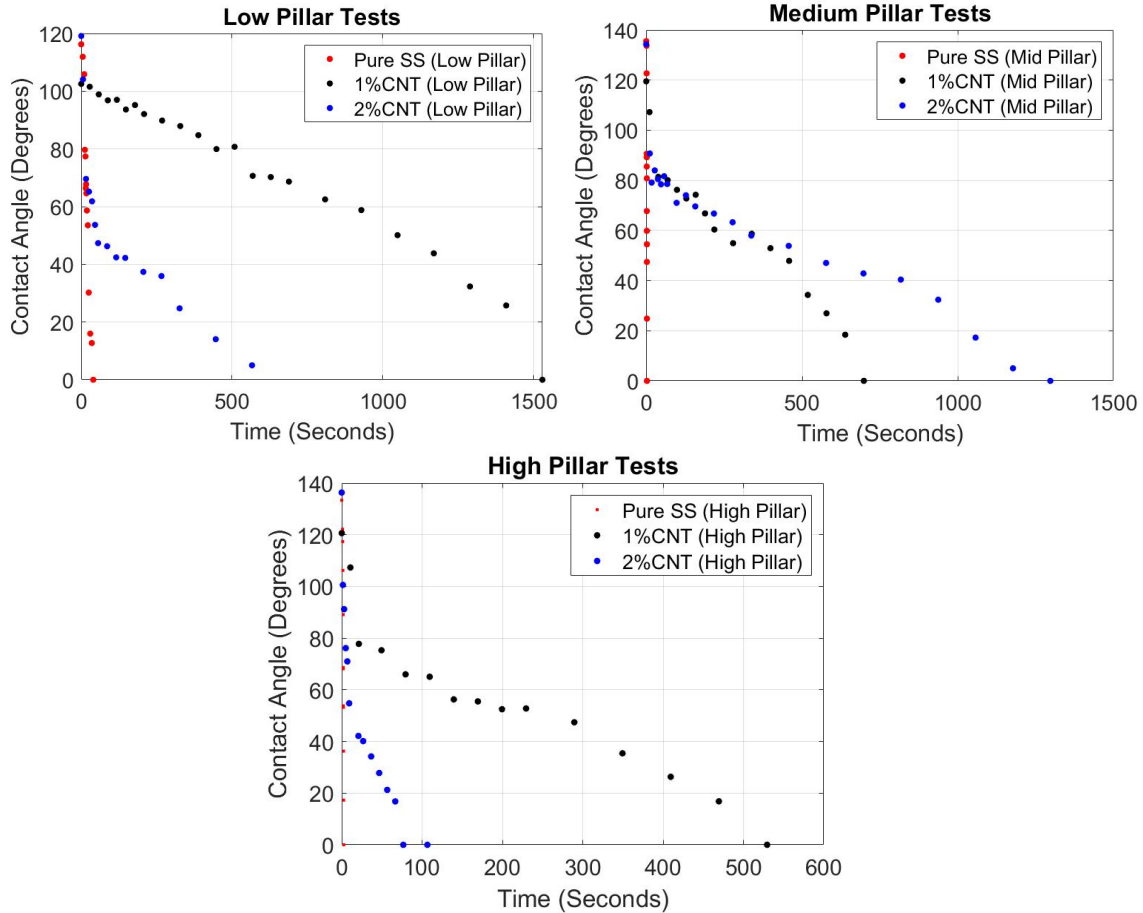 Low Pillar Tests
120
100
80
60
40
20
0
Contact Angle (Degrees)
0 500 1000 1500
Time (Seconds)
Pure SS (Low Pillar)
1%CNT (Low Pillar)
2%CNT (Low Pillar)
Medium Pillar Tests
140
120
100
80
60
40
20
0
Contact Angle (Degrees)
0 500 1000 1500
Time (Seconds)
Pure SS (Mid Pillar)
1%CNT (Mid Pillar)
2%CNT (Mid Pillar)
High Pillar Tests
140
120
100
80
60
40
20
0
Contact Angle (Degrees)
0 100 200 300 400 500 600
Time (Seconds)
Pure SS (High Pillar)
1%CNT (High Pillar)
2%CNT (High Pillar)